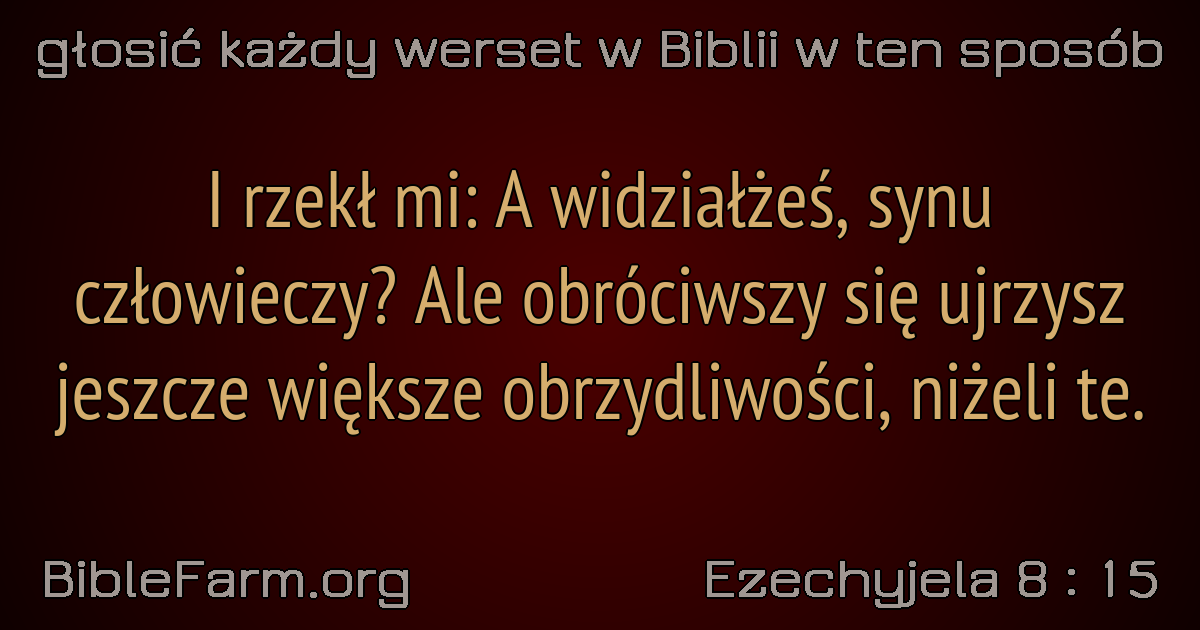 głosić każdy werset w Biblii w ten sposób
I rzekł mi: A widziałżeś, synu
człowieczy? Ale obróciwszy się ujrzysz
jeszcze większe obrzydliwości, niżeli te.
BibleFarm.org
Ezechyjela 8 : 15